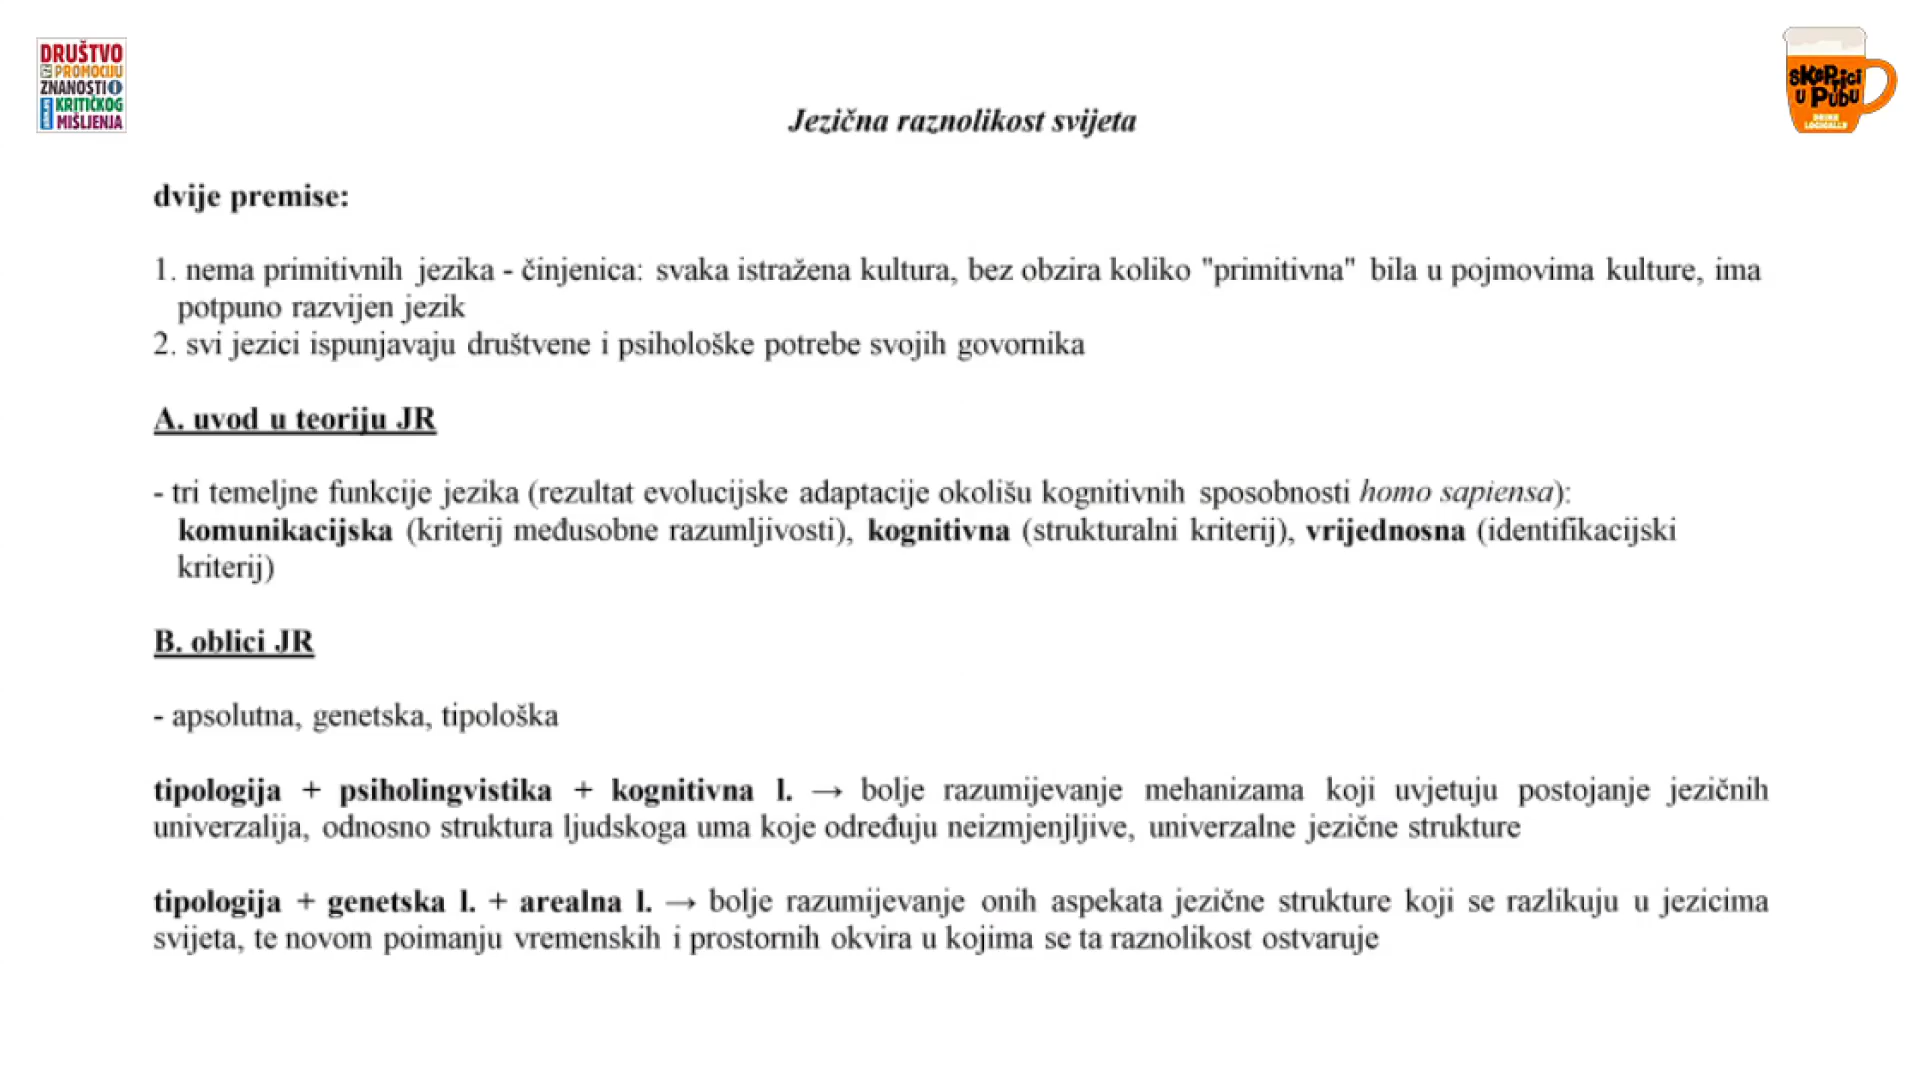 DRUŠTVO
ZA PROMOCIJU
ZNANOSTI I
KRITIČKOG
MIŠLJENJA
SKEPTICI
U PUBU
DRINK
LOGICALLY
Jezična raznolikost svijeta
dvije premise:
1. nema primitivnih jezika - činjenica: svaka istražena kultura, bez obzira koliko "primitivna" bila u pojmovima kulture, ima
potpuno razvijen jezik
2. svi jezici ispunjavaju društvene i psihološke potrebe svojih govornika
A. uvod u teoriju JR
- tri temeljne funkcije jezika (rezultat evolucijske adaptacije okolišu kognitivnih sposobnosti homo sapiensa):
komunikacijska (kriterij međusobne razumljivosti), kognitivna (strukturalni kriterij), vrijednosna (identifikacijski
kriterij)
B. oblici JR
- apsolutna, genetska, tipološka
tipologija + psiholingvistika + kognitivna l. → bolje razumijevanje mehanizama koji uvjetuju postojanje jezičnih
univerzalija, odnosno struktura ljudskoga uma koje određuju neizmjenjljive, univerzalne jezične strukture
tipologija + genetska l. + arealna l. → bolje razumijevanje onih aspekata jezične strukture koji se razlikuju u jezicima
svijeta, te novom poimanju vremenskih i prostornih okvira u kojima se ta raznolikost ostvaruje